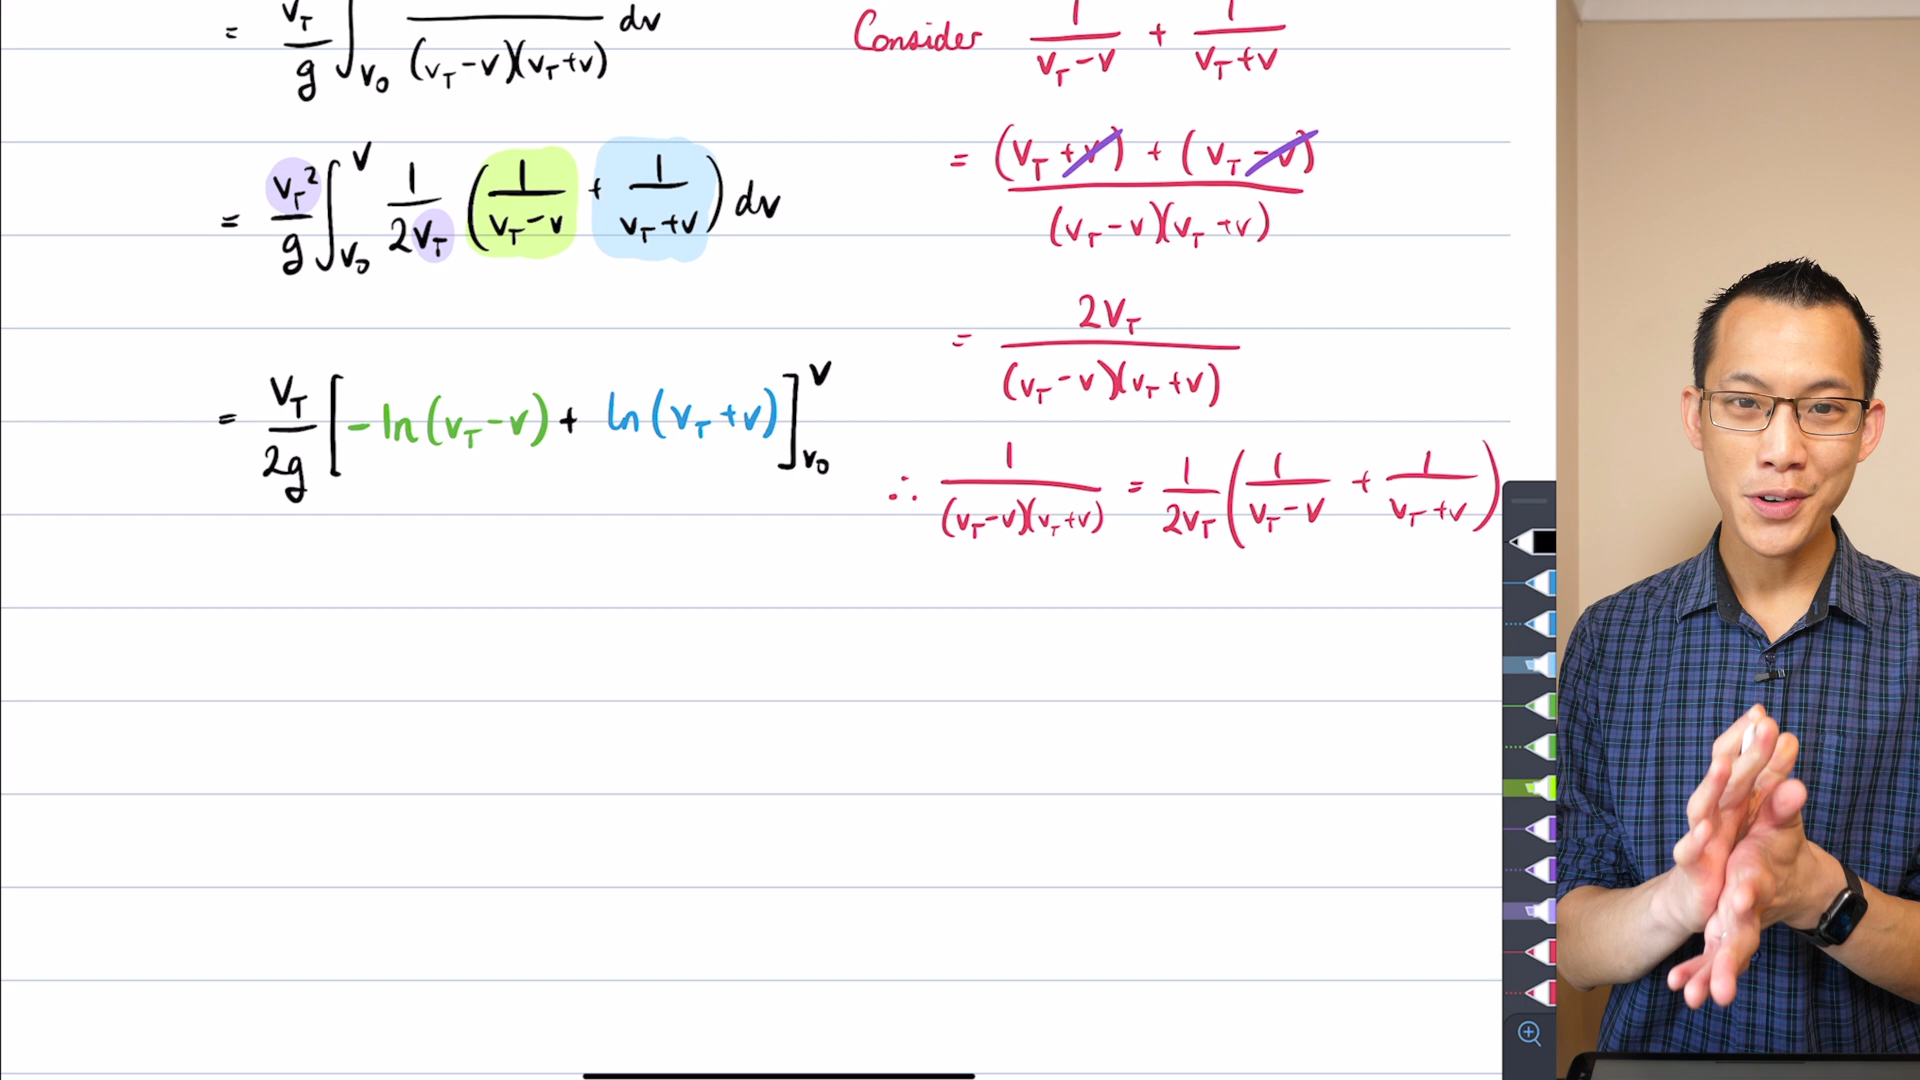 = v_T/g ∫_{v_0} ―/((v_T-v)(v_T+v)) dv
= v_T²/g ∫_{v_0}^{v} 1/(2v_T) (1/(v_T-v) + 1/(v_T+v)) dv
= v_T/2g [-ln(v_T-v) + ln(v_T+v)]_{v_0}^{v}
Consider 1/(v_T-v) + 1/(v_T+v)
= ((v_T+v) + (v_T-v))/((v_T-v)(v_T+v))
= 2v_T/((v_T-v)(v_T+v))
∴ 1/((v_T-v)(v_T+v)) = 1/(2v_T) (1/(v_T-v) + 1/(v_T+v))